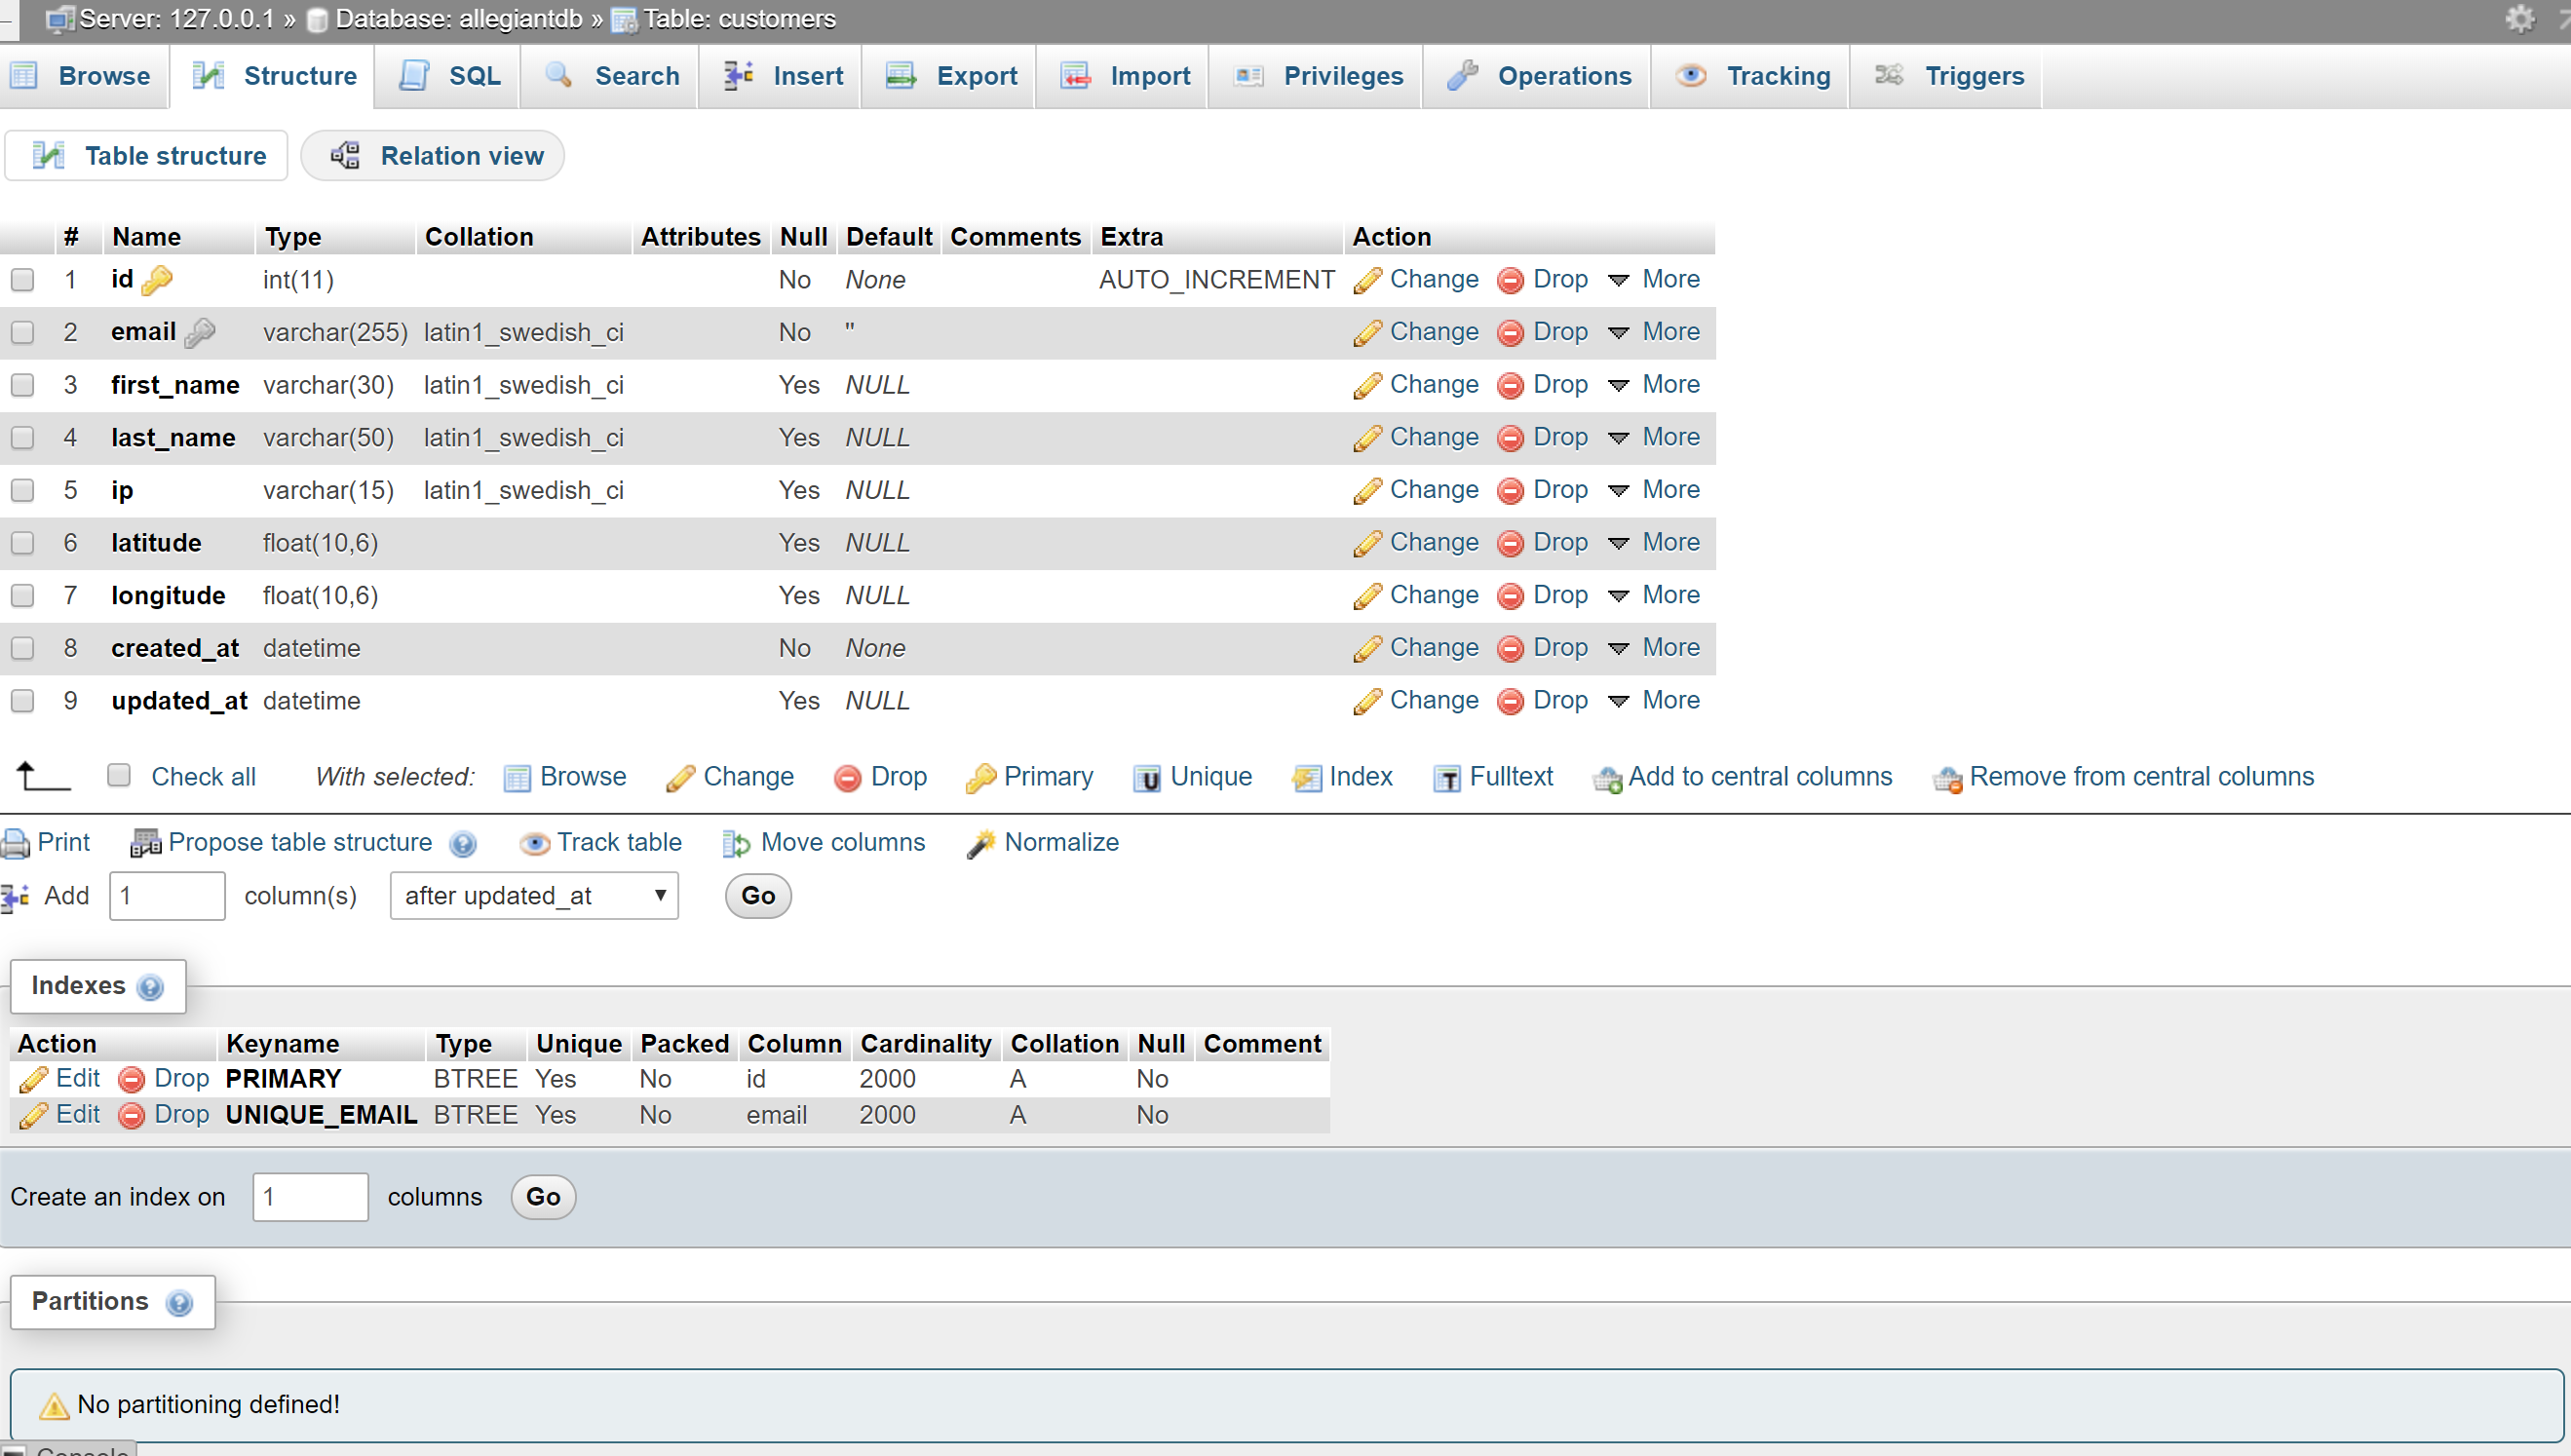 Server: 127.0.0.1 » Database: allegiantdb » Table: customers
Browse Structure SQL Search Insert Export Import Privileges Operations Tracking Triggers
Table structure Relation view
# Name Type Collation Attributes Null Default Comments Extra Action
1 id int(11) No None AUTO_INCREMENT Change Drop More
2 email varchar(255) latin1_swedish_ci No '' Change Drop More
3 first_name varchar(30) latin1_swedish_ci Yes NULL Change Drop More
4 last_name varchar(50) latin1_swedish_ci Yes NULL Change Drop More
5 ip varchar(15) latin1_swedish_ci Yes NULL Change Drop More
6 latitude float(10,6) Yes NULL Change Drop More
7 longitude float(10,6) Yes NULL Change Drop More
8 created_at datetime No None Change Drop More
9 updated_at datetime Yes NULL Change Drop More
Check all With selected: Browse Change Drop Primary Unique Index Fulltext Add to central columns Remove from central columns
Print Propose table structure Track table Move columns Normalize
Add 1 column(s) after updated_at Go
Indexes
Action Keyname Type Unique Packed Column Cardinality Collation Null Comment
Edit Drop PRIMARY BTREE Yes No id 2000 A No
Edit Drop UNIQUE_EMAIL BTREE Yes No email 2000 A No
Create an index on 1 columns Go
Partitions
No partitioning defined!
Console